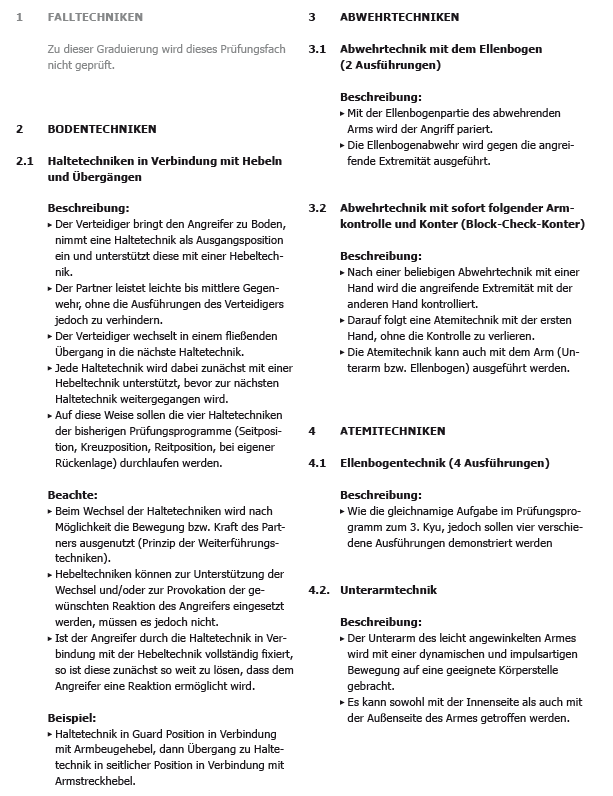 1 FALLTECHNIKEN
Zu dieser Graduierung wird dieses Prüfungsfach
nicht geprüft.
2 BODENTECHNIKEN
2.1 Haltetechniken in Verbindung mit Hebeln
und Übergängen
Beschreibung:
▸ Der Verteidiger bringt den Angreifer zu Boden,
nimmt eine Haltetechnik als Ausgangsposition
ein und unterstützt diese mit einer Hebeltech-
nik.
▸ Der Partner leistet leichte bis mittlere Gegen-
wehr, ohne die Ausführungen des Verteidigers
jedoch zu verhindern.
▸ Der Verteidiger wechselt in einem fließenden
Übergang in die nächste Haltetechnik.
▸ Jede Haltetechnik wird dabei zunächst mit einer
Hebeltechnik unterstützt, bevor zur nächsten
Haltetechnik weitergegangen wird.
▸ Auf diese Weise sollen die vier Haltetechniken
der bisherigen Prüfungsprogramme (Seitposi-
tion, Kreuzposition, Reitposition, bei eigener
Rückenlage) durchlaufen werden.
Beachte:
▸ Beim Wechsel der Haltetechniken wird nach
Möglichkeit die Bewegung bzw. Kraft des Part-
ners ausgenutzt (Prinzip der Weiterführungs-
techniken).
▸ Hebeltechniken können zur Unterstützung der
Wechsel und/oder zur Provokation der ge-
wünschten Reaktion des Angreifers eingesetzt
werden, müssen es jedoch nicht.
▸ Ist der Angreifer durch die Haltetechnik in Ver-
bindung mit der Hebeltechnik vollständig fixiert,
so ist diese zunächst so weit zu lösen, dass dem
Angreifer eine Reaktion ermöglicht wird.
Beispiel:
▸ Haltetechnik in Guard Position in Verbindung
mit Armbeugehebel, dann Übergang zu Halte-
technik in seitlicher Position in Verbindung mit
Armstreckhebel.
3 ABWEHRTECHNIKEN
3.1 Abwehrtechnik mit dem Ellenbogen
(2 Ausführungen)
Beschreibung:
▸ Mit der Ellenbogenpartie des abwehrenden
Arms wird der Angriff pariert.
▸ Die Ellenbogenabwehr wird gegen die angrei-
fende Extremität ausgeführt.
3.2 Abwehrtechnik mit sofort folgender Arm-
kontrolle und Konter (Block-Check-Konter)
Beschreibung:
▸ Nach einer beliebigen Abwehrtechnik mit einer
Hand wird die angreifende Extremität mit der
anderen Hand kontrolliert.
▸ Darauf folgt eine Atemitechnik mit der ersten
Hand, ohne die Kontrolle zu verlieren.
▸ Die Atemitechnik kann auch mit dem Arm (Un-
terarm bzw. Ellenbogen) ausgeführt werden.
4 ATEMITECHNIKEN
4.1 Ellenbogentechnik (4 Ausführungen)
Beschreibung:
▸ Wie die gleichnamige Aufgabe im Prüfungspro-
gramm zum 3. Kyu, jedoch sollen vier verschie-
dene Ausführungen demonstriert werden
4.2. Unterarmtechnik
Beschreibung:
▸ Der Unterarm des leicht angewinkelten Armes
wird mit einer dynamischen und impulsartigen
Bewegung auf eine geeignete Körperstelle
gebracht.
▸ Es kann sowohl mit der Innenseite als auch mit
der Außenseite des Armes getroffen werden.